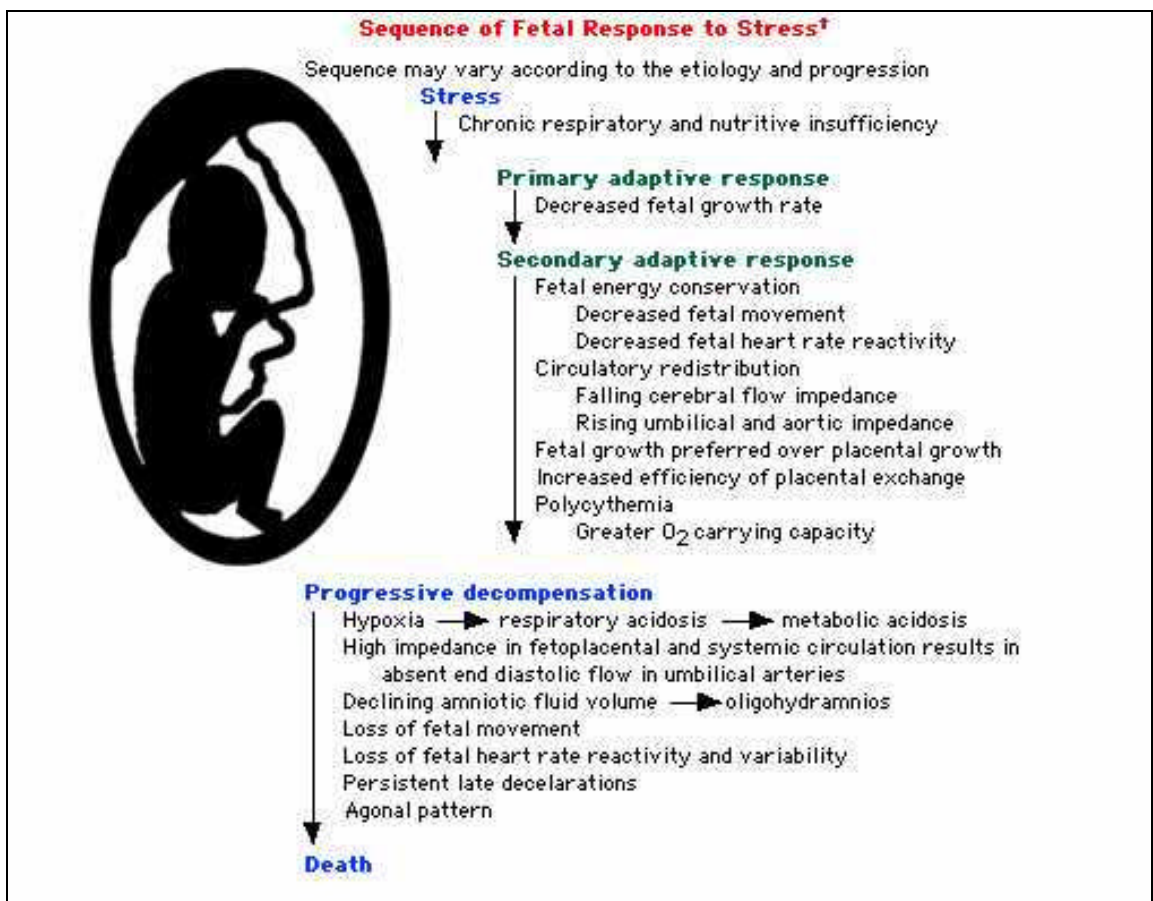 Sequence of Fetal Response to Stress†
Sequence may vary according to the etiology and progression
Stress
Chronic respiratory and nutritive insufficiency
Primary adaptive response
Decreased fetal growth rate
Secondary adaptive response
Fetal energy conservation
Decreased fetal movement
Decreased fetal heart rate reactivity
Circulatory redistribution
Falling cerebral flow impedance
Rising umbilical and aortic impedance
Fetal growth preferred over placental growth
Increased efficiency of placental exchange
Polycythemia
Greater O2 carrying capacity
Progressive decompensation
Hypoxia → respiratory acidosis → metabolic acidosis
High impedance in fetoplacental and systemic circulation results in
absent end diastolic flow in umbilical arteries
Declining amniotic fluid volume → oligohydramnios
Loss of fetal movement
Loss of fetal heart rate reactivity and variability
Persistent late decelarations
Agonal pattern
Death